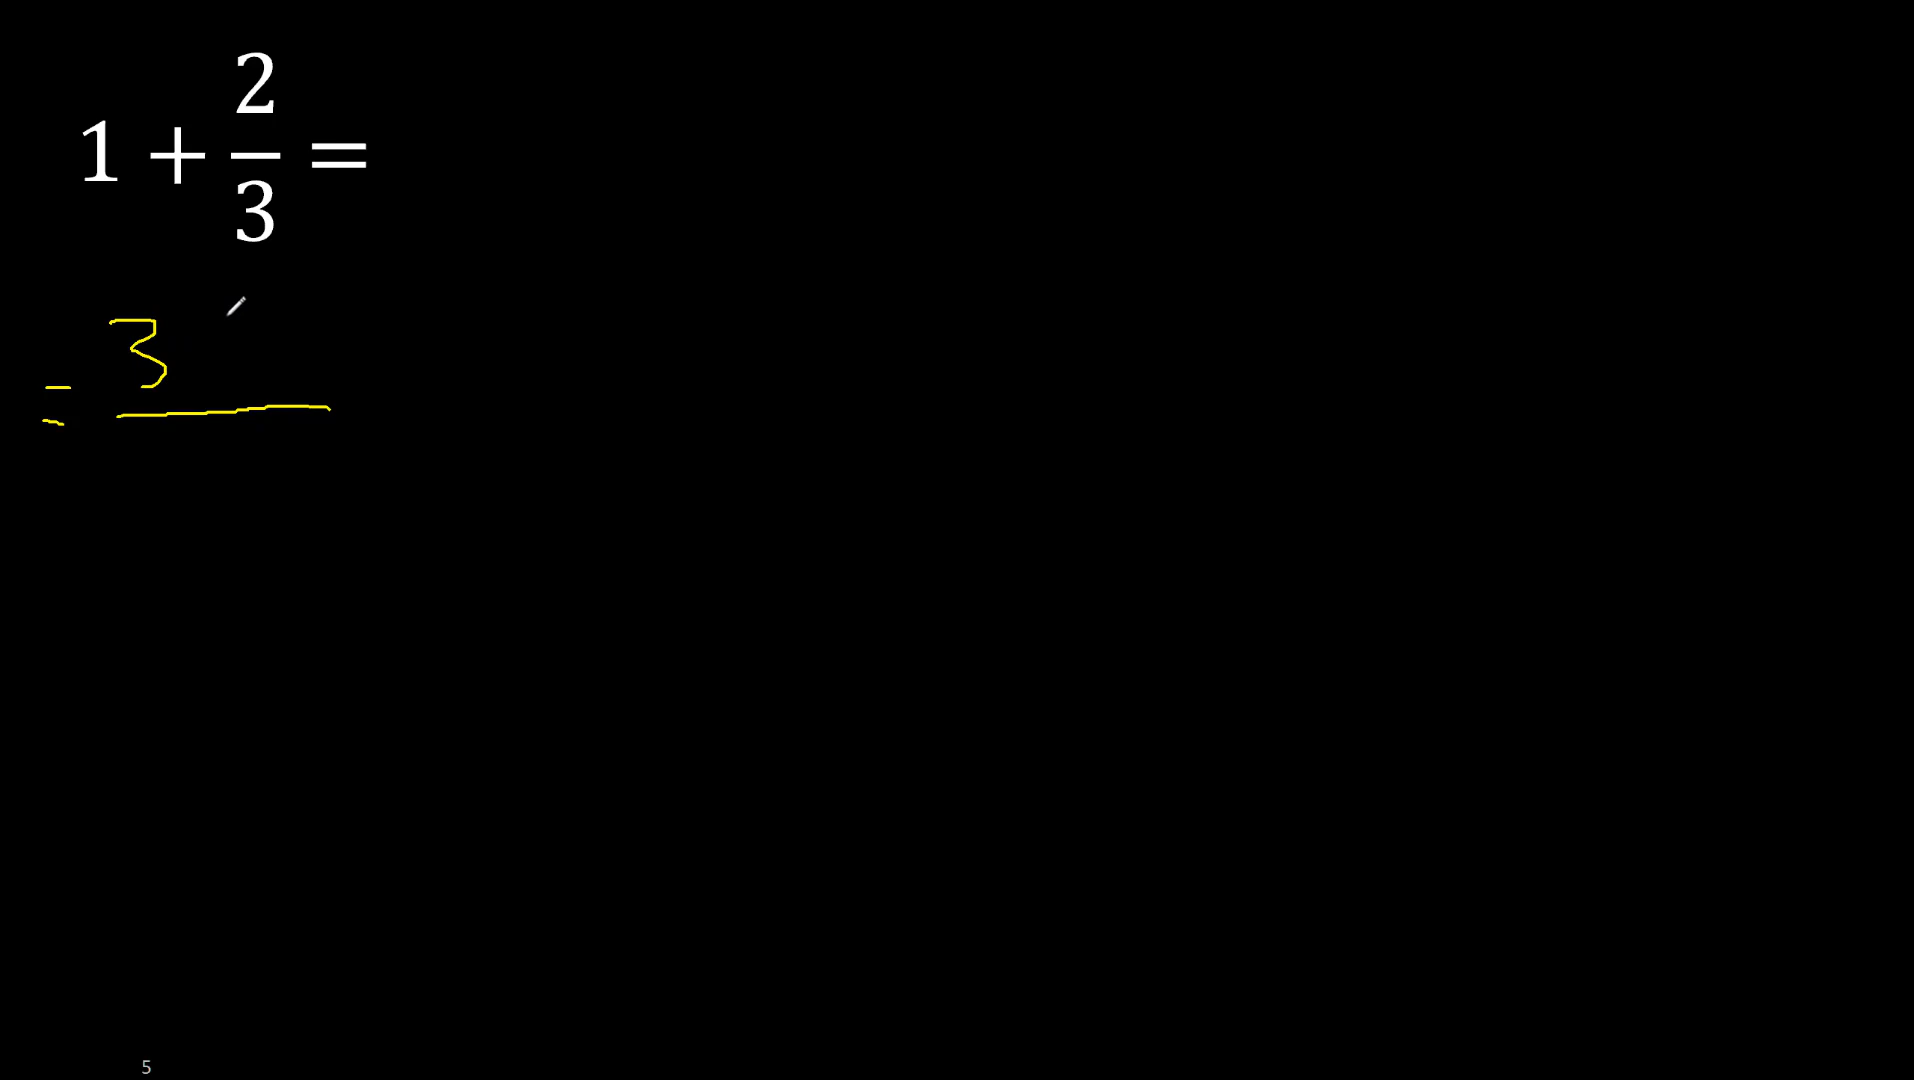 1 + 2/3 =
= 3
5